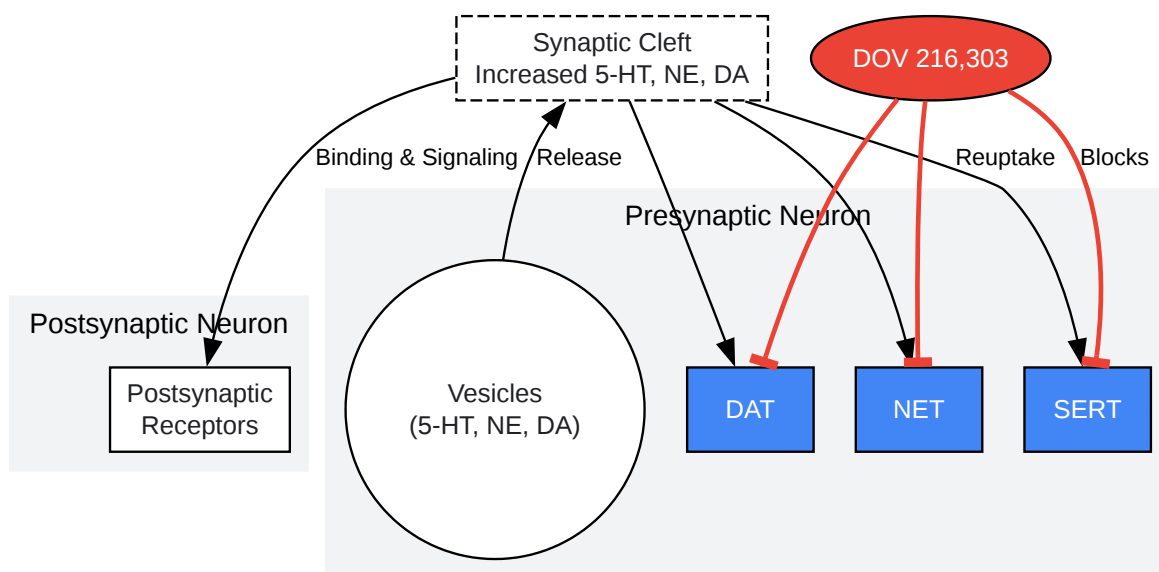 Synaptic Cleft
Increased 5-HT, NE, DA
DOV 216,303
Binding & Signaling
Release
Reuptake
Blocks
Presynaptic Neuron
Postsynaptic Neuron
Postsynaptic
Receptors
Vesicles
(5-HT, NE, DA)
DAT
NET
SERT